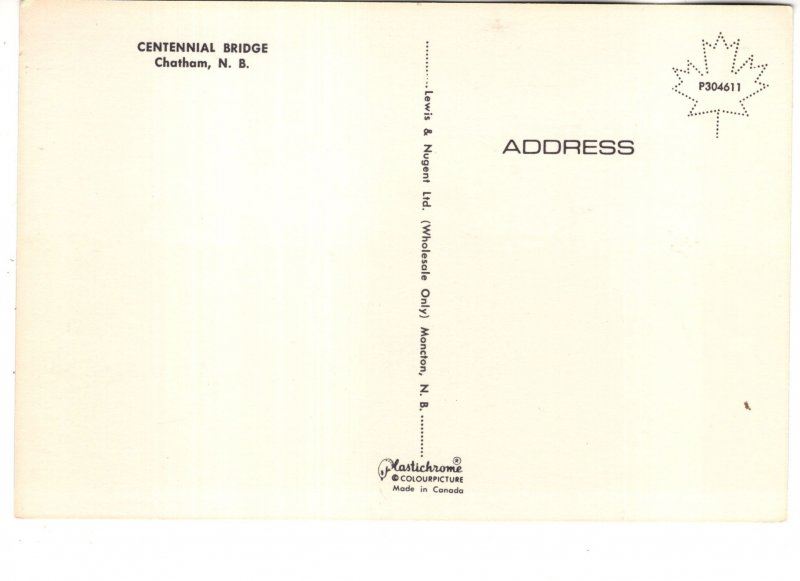 CENTENNIAL BRIDGE
Chatham, N. B.
Lewis & Nugent Ltd. (Wholesale Only) Moncton, N. B.
P304611
ADDRESS
Plastichrome ®
© COLOURPICTURE
Made in Canada